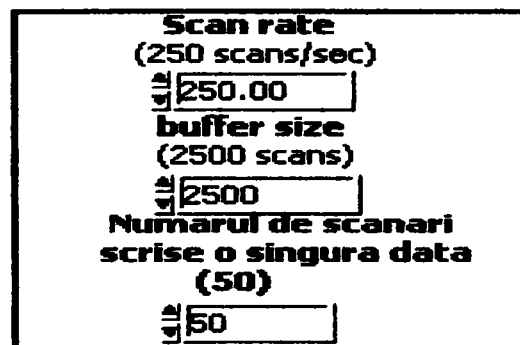 Scan rate
(250 scans/sec)
250.00
buffer size
(2500 scans)
2500
Numarul de scanari
scrise o singura data
(50)
50